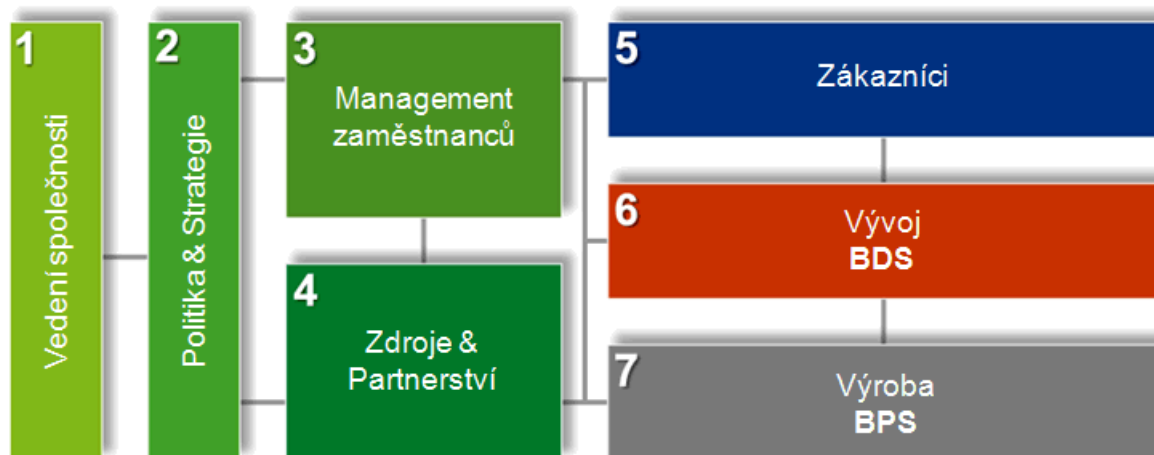 1
Vedení společnosti
2
Politika & Strategie
3
Management
zaměstnanců
4
Zdroje &
Partnerství
5
Zákazníci
6
Vývoj
BDS
7
Výroba
BPS